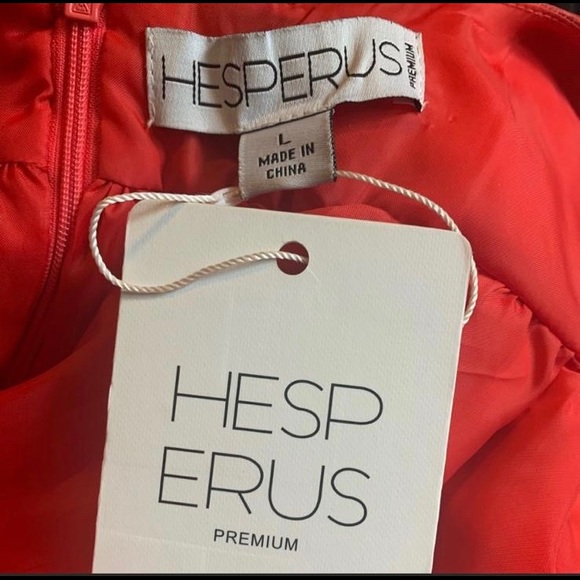 HESPERUS
PREMIUM
L
MADE IN
CHINA
HESP
ERUS
PREMIUM